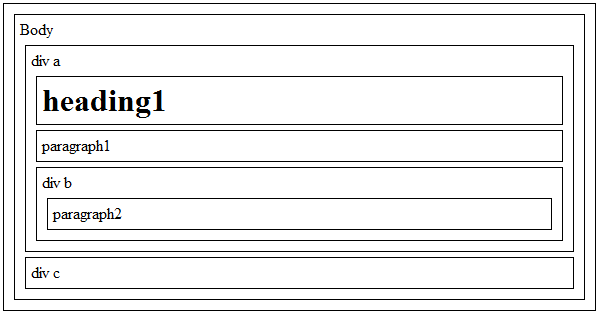 Body
div a
heading1
paragraph1
div b
paragraph2
div c